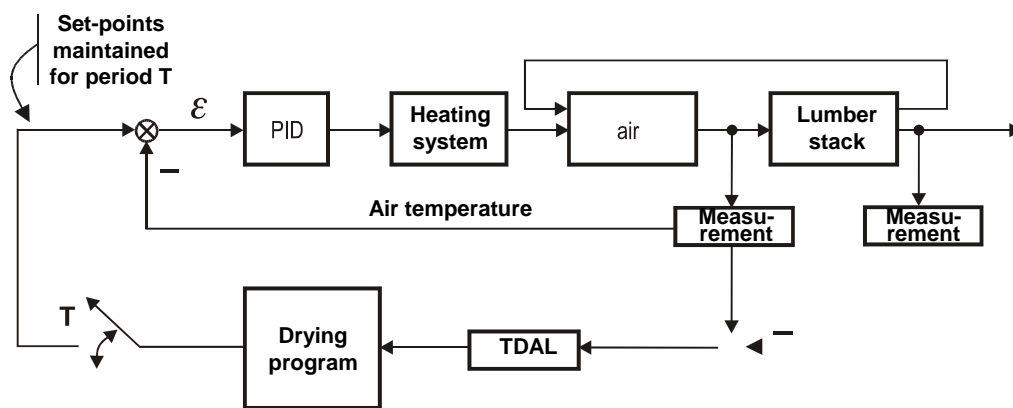 Set-points
maintained
for period T
ε
PID
Heating
system
air
Lumber
stack
−
Air temperature
Measu-
rement
Measu-
rement
T
Drying
program
TDAL
−